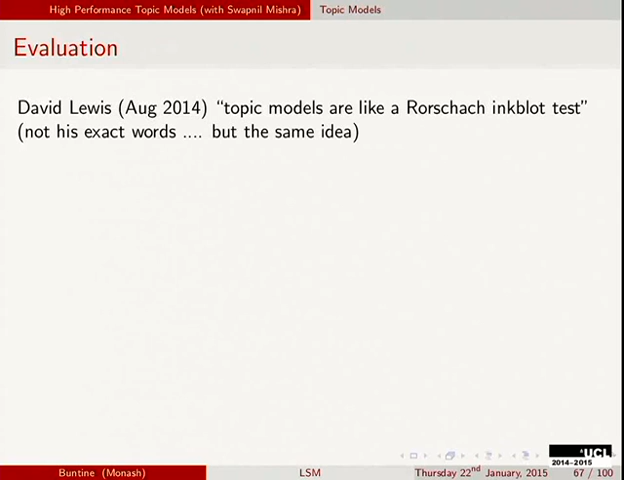 High Performance Topic Models (with Swapnil Mishra) Topic Models
Evaluation
David Lewis (Aug 2014) “topic models are like a Rorschach inkblot test”
(not his exact words .... but the same idea)
UCL
2014-2015
Buntine (Monash) LSM Thursday 22nd January, 2015 67 / 100